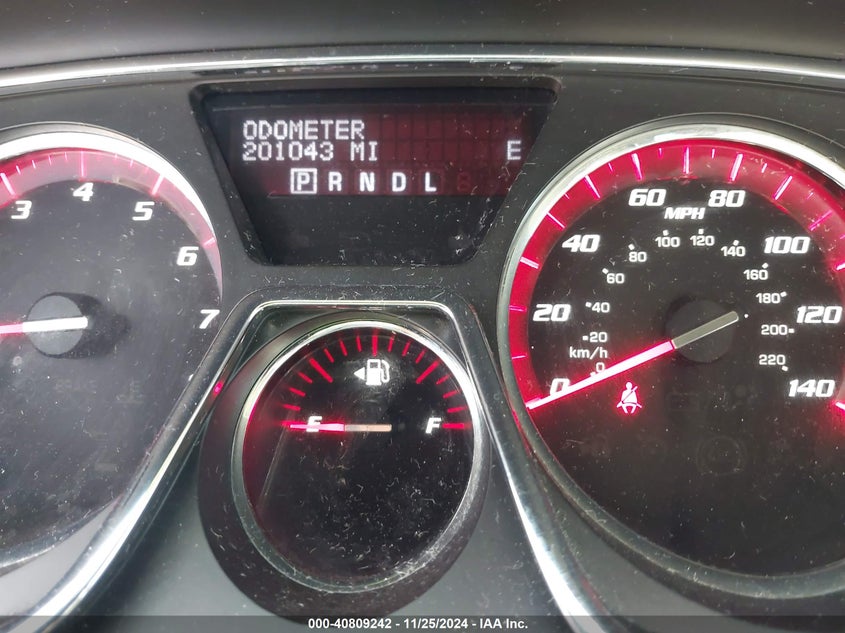 ODOMETER
201043 MI E
P R N D L
3 4 5 6 7
E F
0 20 40 60 80 100 120 140
MPH
0 20 40 60 80 100 120 140 160 180 200 220
km/h
000-40809242 - 11/25/2024 - IAA Inc.